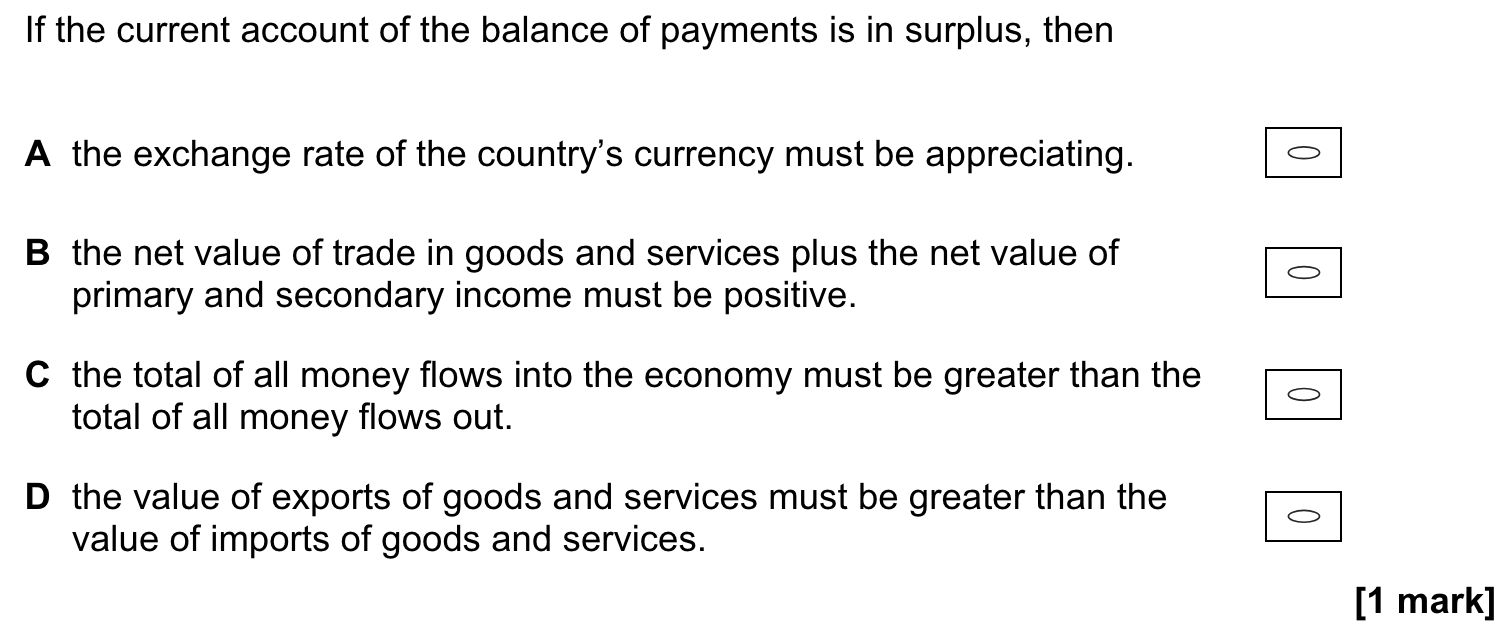 If the current account of the balance of payments is in surplus, then
A the exchange rate of the country’s currency must be appreciating.
B the net value of trade in goods and services plus the net value of
primary and secondary income must be positive.
C the total of all money flows into the economy must be greater than the
total of all money flows out.
D the value of exports of goods and services must be greater than the
value of imports of goods and services.
[1 mark]